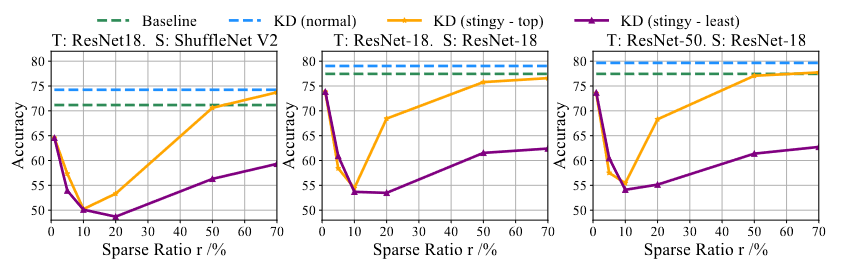 Baseline KD (normal) KD (stingy - top) KD (stingy - least)
T: ResNet18. S: ShuffleNet V2
T: ResNet-18. S: ResNet-18
T: ResNet-50. S: ResNet-18
Accuracy
80
75
70
65
60
55
50
0 10 20 30 40 50 60 70
Sparse Ratio r /%
Accuracy
80
75
70
65
60
55
50
0 10 20 30 40 50 60 70
Sparse Ratio r /%
Accuracy
80
75
70
65
60
55
50
0 10 20 30 40 50 60 70
Sparse Ratio r /%